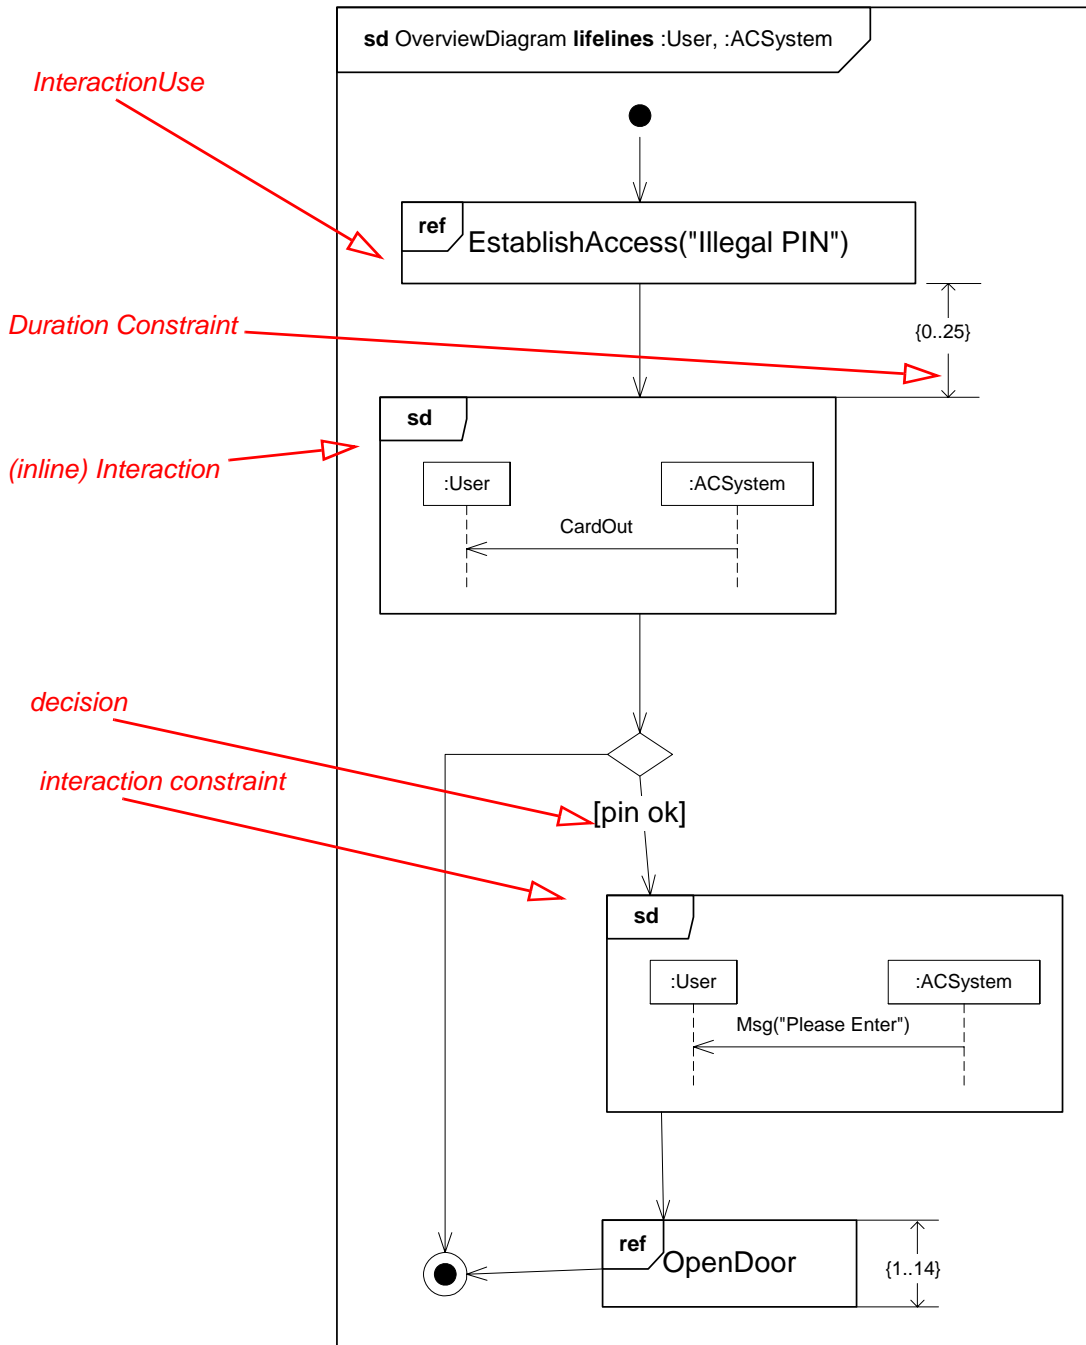 sd OverviewDiagram lifelines :User, :ACSystem
InteractionUse
ref
EstablishAccess("Illegal PIN")
Duration Constraint
{0..25}
sd
(inline) Interaction
:User
:ACSystem
CardOut
decision
interaction constraint
[pin ok]
sd
:User
:ACSystem
Msg("Please Enter")
ref
OpenDoor
{1..14}